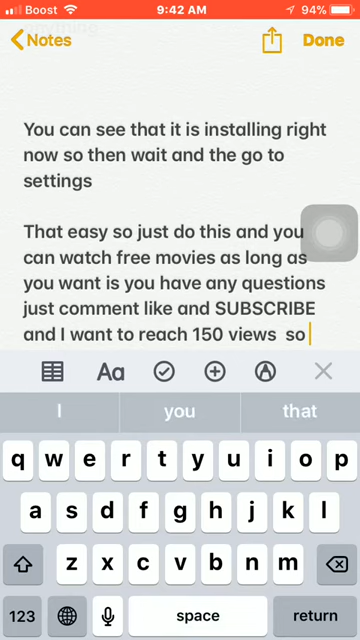 Boost 9:42 AM 94%
Notes Done
You can see that it is installing right
now so then wait and the go to
settings
That easy so just do this and you
can watch free movies as long as
you want is you have any questions
just comment like and SUBSCRIBE
and I want to reach 150 views so
Aa
I you that
q w e r t y u i o p
a s d f g h j k l
z x c v b n m
123 space return